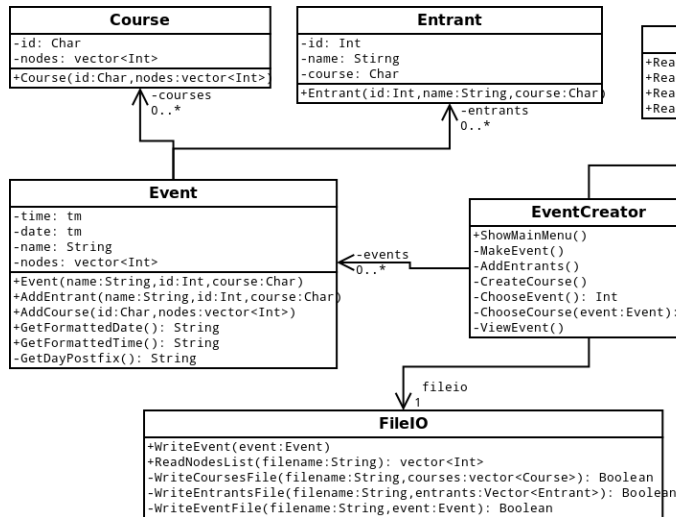 Course
-id: Char
-nodes: vector<Int>
+Course(id:Char,nodes:vector<Int>)
Entrant
-id: Int
-name: Stirng
-course: Char
+Entrant(id:Int,name:String,course:Char)
+Rea
+Rea
+Rea
+Rea
-courses
0..*
-entrants
0..*
Event
-time: tm
-date: tm
-name: String
-nodes: vector<Int>
+Event(name:String,id:Int,course:Char)
+AddEntrant(name:String,id:Int,course:Char)
+AddCourse(id:Char,nodes:vector<Int>)
+GetFormattedDate(): String
+GetFormattedTime(): String
-GetDayPostfix(): String
-events
0..*
EventCreator
+ShowMainMenu()
-MakeEvent()
-AddEntrants()
-CreateCourse()
-ChooseEvent(): Int
-ChooseCourse(event:Event):
-ViewEvent()
fileio
1
FileIO
+WriteEvent(event:Event)
+ReadNodesList(filename:String): vector<Int>
-WriteCoursesFile(filename:String,courses:vector<Course>): Boolean
-WriteEntrantsFile(filename:String,entrants:Vector<Entrant>): Boolean
-WriteEventFile(filename:String,event:Event): Boolean